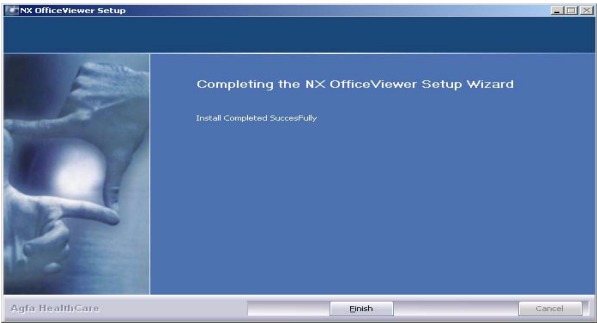 NX OfficeViewer Setup
Completing the NX OfficeViewer Setup Wizard
Install Completed SuccesFully
Agfa HealthCare
Finish
Cancel